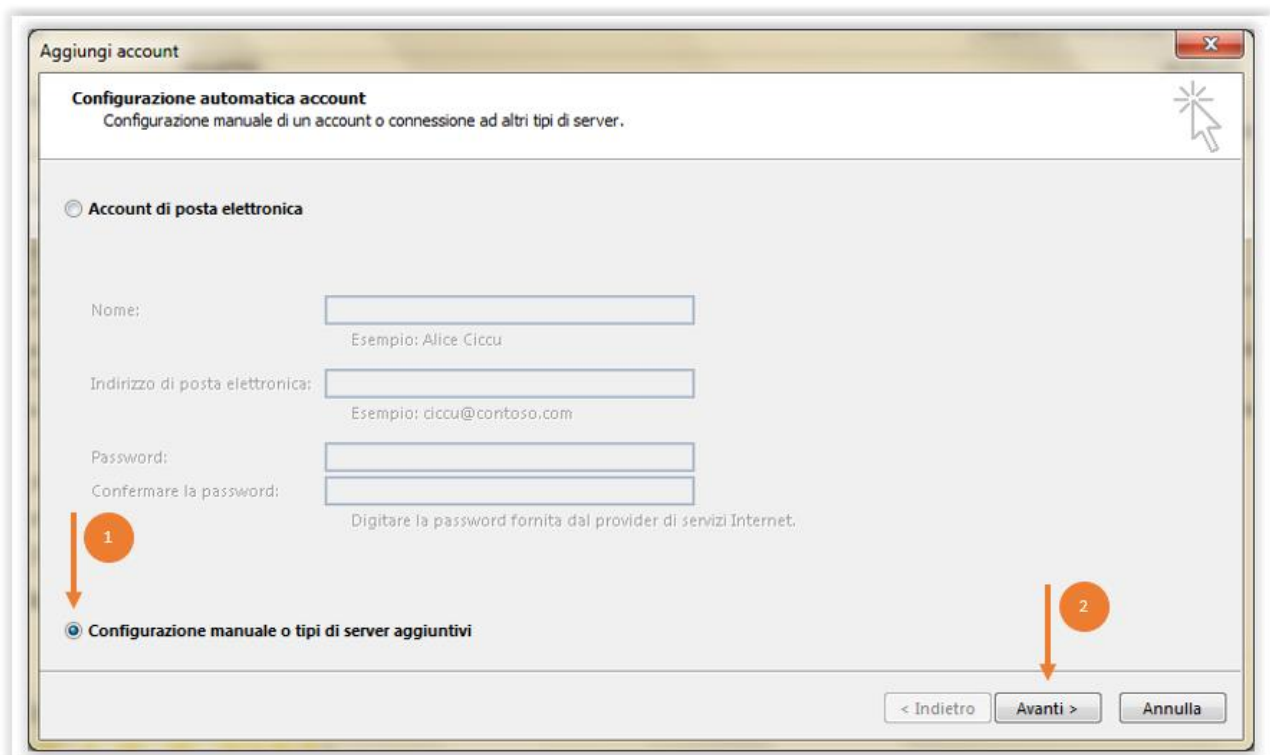 Aggiungi account
Configurazione automatica account
Configurazione manuale di un account o connessione ad altri tipi di server.
Account di posta elettronica
Nome:
Esempio: Alice Ciccu
Indirizzo di posta elettronica:
Esempio: ciccu@contoso.com
Password:
Confermare la password:
Digitare la password fornita dal provider di servizi Internet.
1
2
Configurazione manuale o tipi di server aggiuntivi
< Indietro Avanti > Annulla